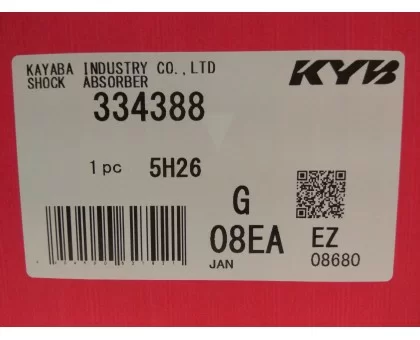 KAYABA INDUSTRY CO.,LTD
SHOCK ABSORBER
KYB
334388
1 pc 5H26
G
08EA EZ
JAN 08680